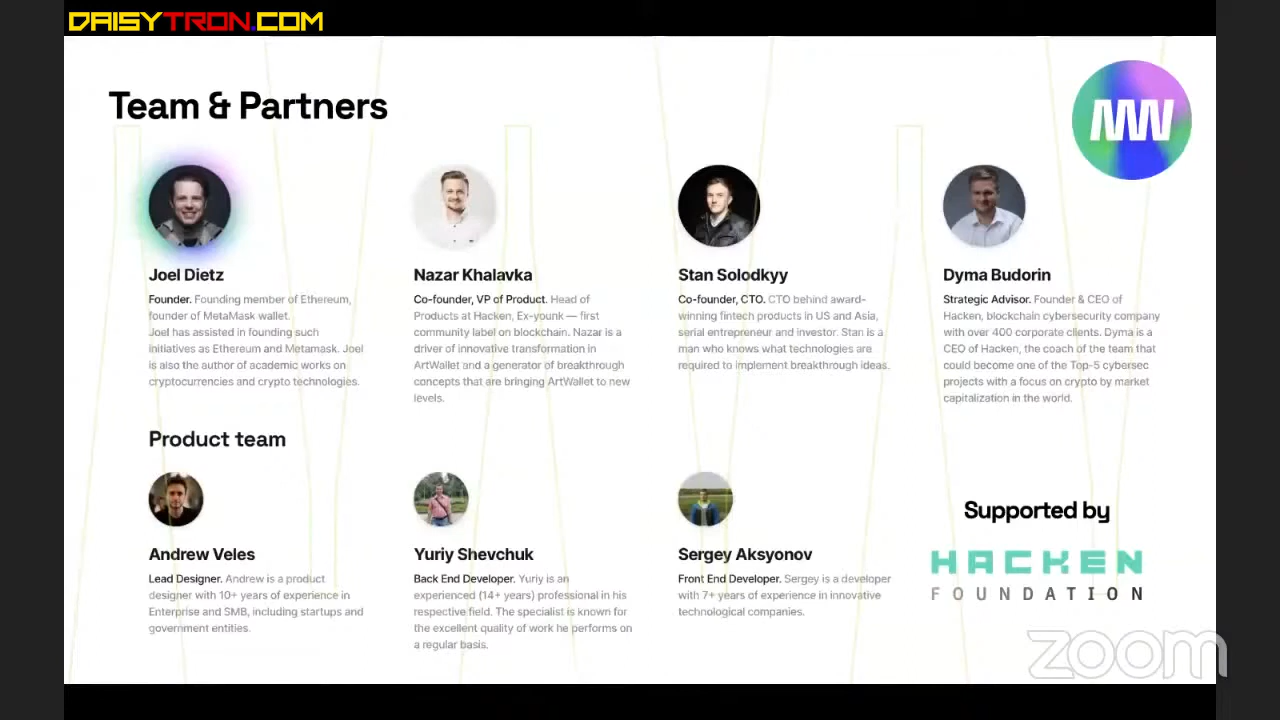 DAISYTRON.COM
Team & Partners
Joel Dietz
Founder. Founding member of Ethereum,
founder of MetaMask wallet.
Joel has assisted in founding such
initiatives as Ethereum and Metamask. Joel
is also the author of academic works on
cryptocurrencies and crypto technologies.
Nazar Khalavka
Co-founder, VP of Product. Head of
Products at Hacken, Ex-younk — first
community label on blockchain. Nazar is a
driver of innovative transformation in
ArtWallet and a generator of breakthrough
concepts that are bringing ArtWallet to new
levels.
Stan Solodkyy
Co-founder, CTO. CTO behind award-
winning fintech products in US and Asia,
serial entrepreneur and investor. Stan is a
man who knows what technologies are
required to implement breakthrough ideas.
Dyma Budorin
Strategic Advisor. Founder & CEO of
Hacken, blockchain cybersecurity company
with over 400 corporate clients. Dyma is a
CEO of Hacken, the coach of the team that
could become one of the Top-5 cybersec
projects with a focus on crypto by market
capitalization in the world.
Product team
Andrew Veles
Lead Designer. Andrew is a product
designer with 10+ years of experience in
Enterprise and SMB, including startups and
government entities.
Yuriy Shevchuk
Back End Developer. Yuriy is an
experienced (14+ years) professional in his
respective field. The specialist is known for
the excellent quality of work he performs on
a regular basis.
Sergey Aksyonov
Front End Developer. Sergey is a developer
with 7+ years of experience in innovative
technological companies.
Supported by
HACKEN
FOUNDATION
zoom